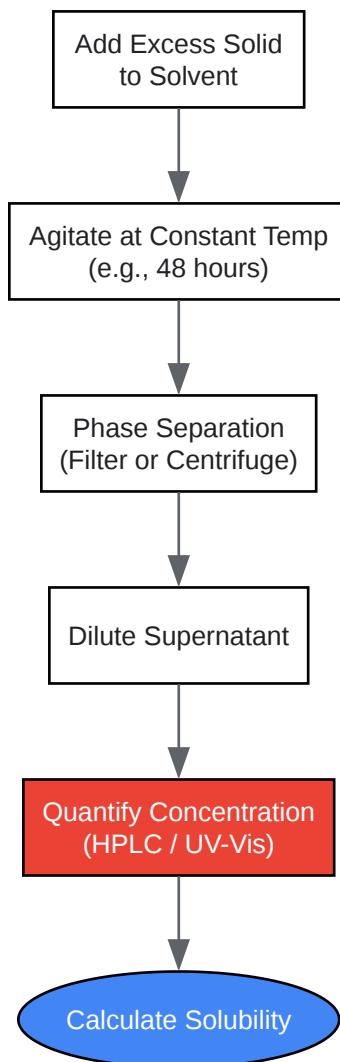 Add Excess Solid
to Solvent
Agitate at Constant Temp
(e.g., 48 hours)
Phase Separation
(Filter or Centrifuge)
Dilute Supernatant
Quantify Concentration
(HPLC / UV-Vis)
Calculate Solubility